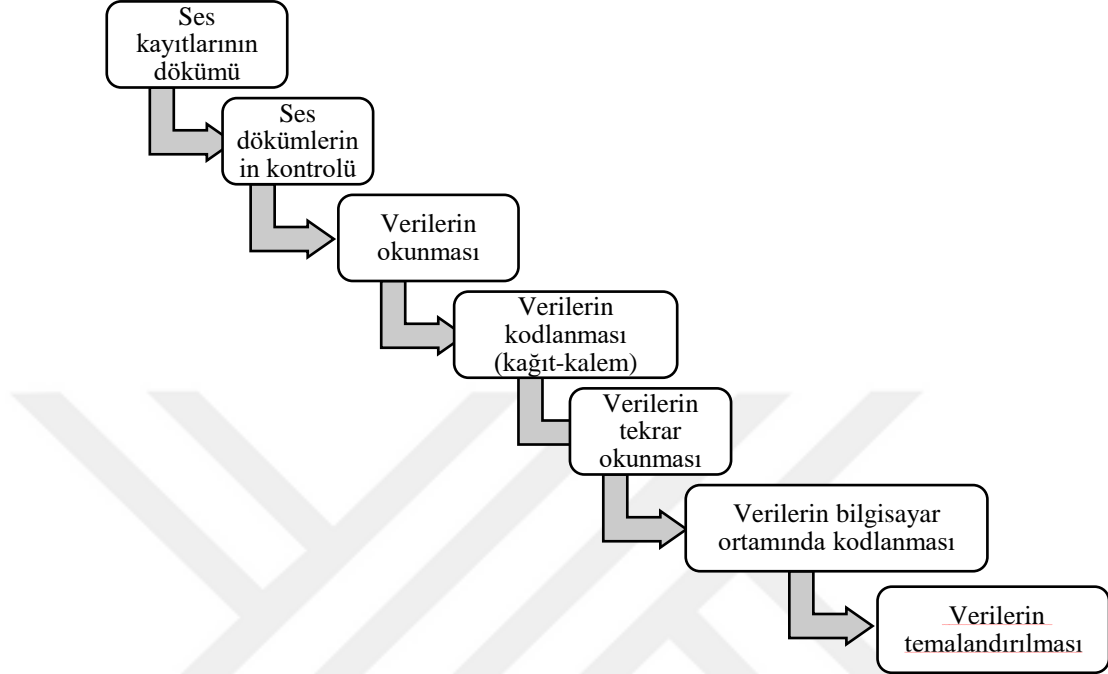 Ses
kayıtlarının
dökümü
Ses
dökümlerin
in kontrolü
Verilerin
okunması
Verilerin
kodlanması
(kağıt-kalem)
Verilerin
tekrar
okunması
Verilerin bilgisayar
ortamında kodlanması
Verilerin
temalandırılması